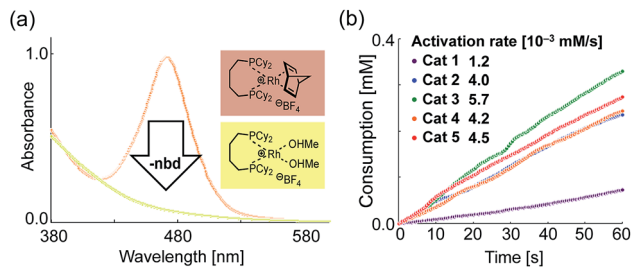 (a)
1.0
Absorbance
0.0
380
480
580
Wavelength [nm]
-nbd
PCy2
Rh
PCy2
⊕
⊖BF4
PCy2
Rh
OHMe
OHMe
PCy2
⊕
⊖BF4
(b)
0.4
Consumption [mM]
0.0
0
10
20
30
40
50
60
Time [s]
Activation rate [10–3 mM/s]
Cat 1 1.2
Cat 2 4.0
Cat 3 5.7
Cat 4 4.2
Cat 5 4.5